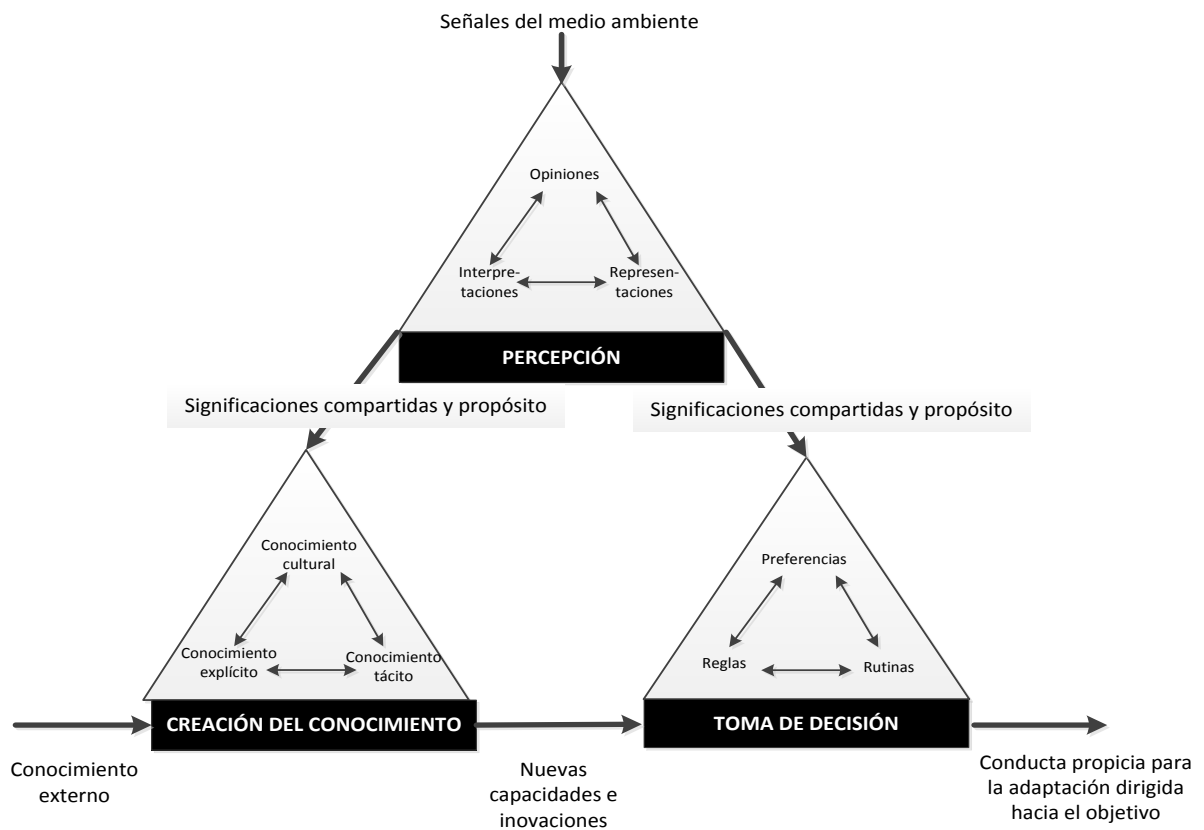 Señales del medio ambiente
Opiniones
Interpre-
taciones
Represen-
taciones
PERCEPCIÓN
Significaciones compartidas y propósito
Significaciones compartidas y propósito
Conocimiento
cultural
Conocimiento
explícito
Conocimiento
tácito
Preferencias
Reglas
Rutinas
CREACIÓN DEL CONOCIMIENTO
TOMA DE DECISIÓN
Conocimiento
externo
Nuevas
capacidades e
inovaciones
Conducta propicia para
la adaptación dirigida
hacia el objetivo